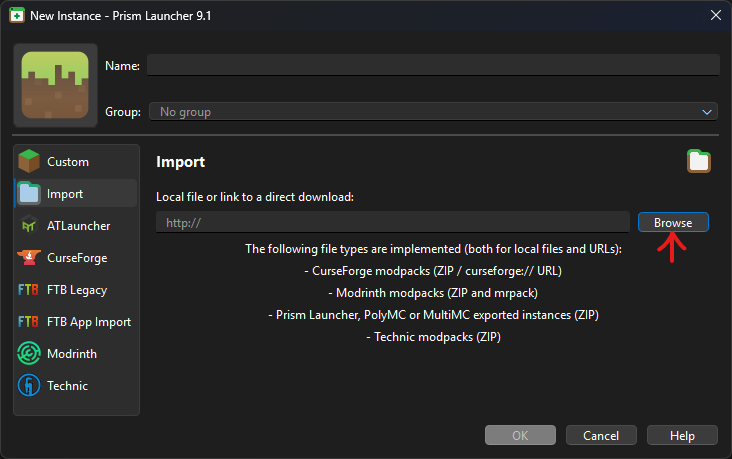 New Instance - Prism Launcher 9.1
Name:
Group: No group
Custom
Import
ATLauncher
CurseForge
FTB Legacy
FTB App Import
Modrinth
Technic
Import
Local file or link to a direct download:
http:// Browse
The following file types are implemented (both for local files and URLs):
- CurseForge modpacks (ZIP / curseforge:// URL)
- Modrinth modpacks (ZIP and mrpack)
- Prism Launcher, PolyMC or MultiMC exported instances (ZIP)
- Technic modpacks (ZIP)
OK Cancel Help